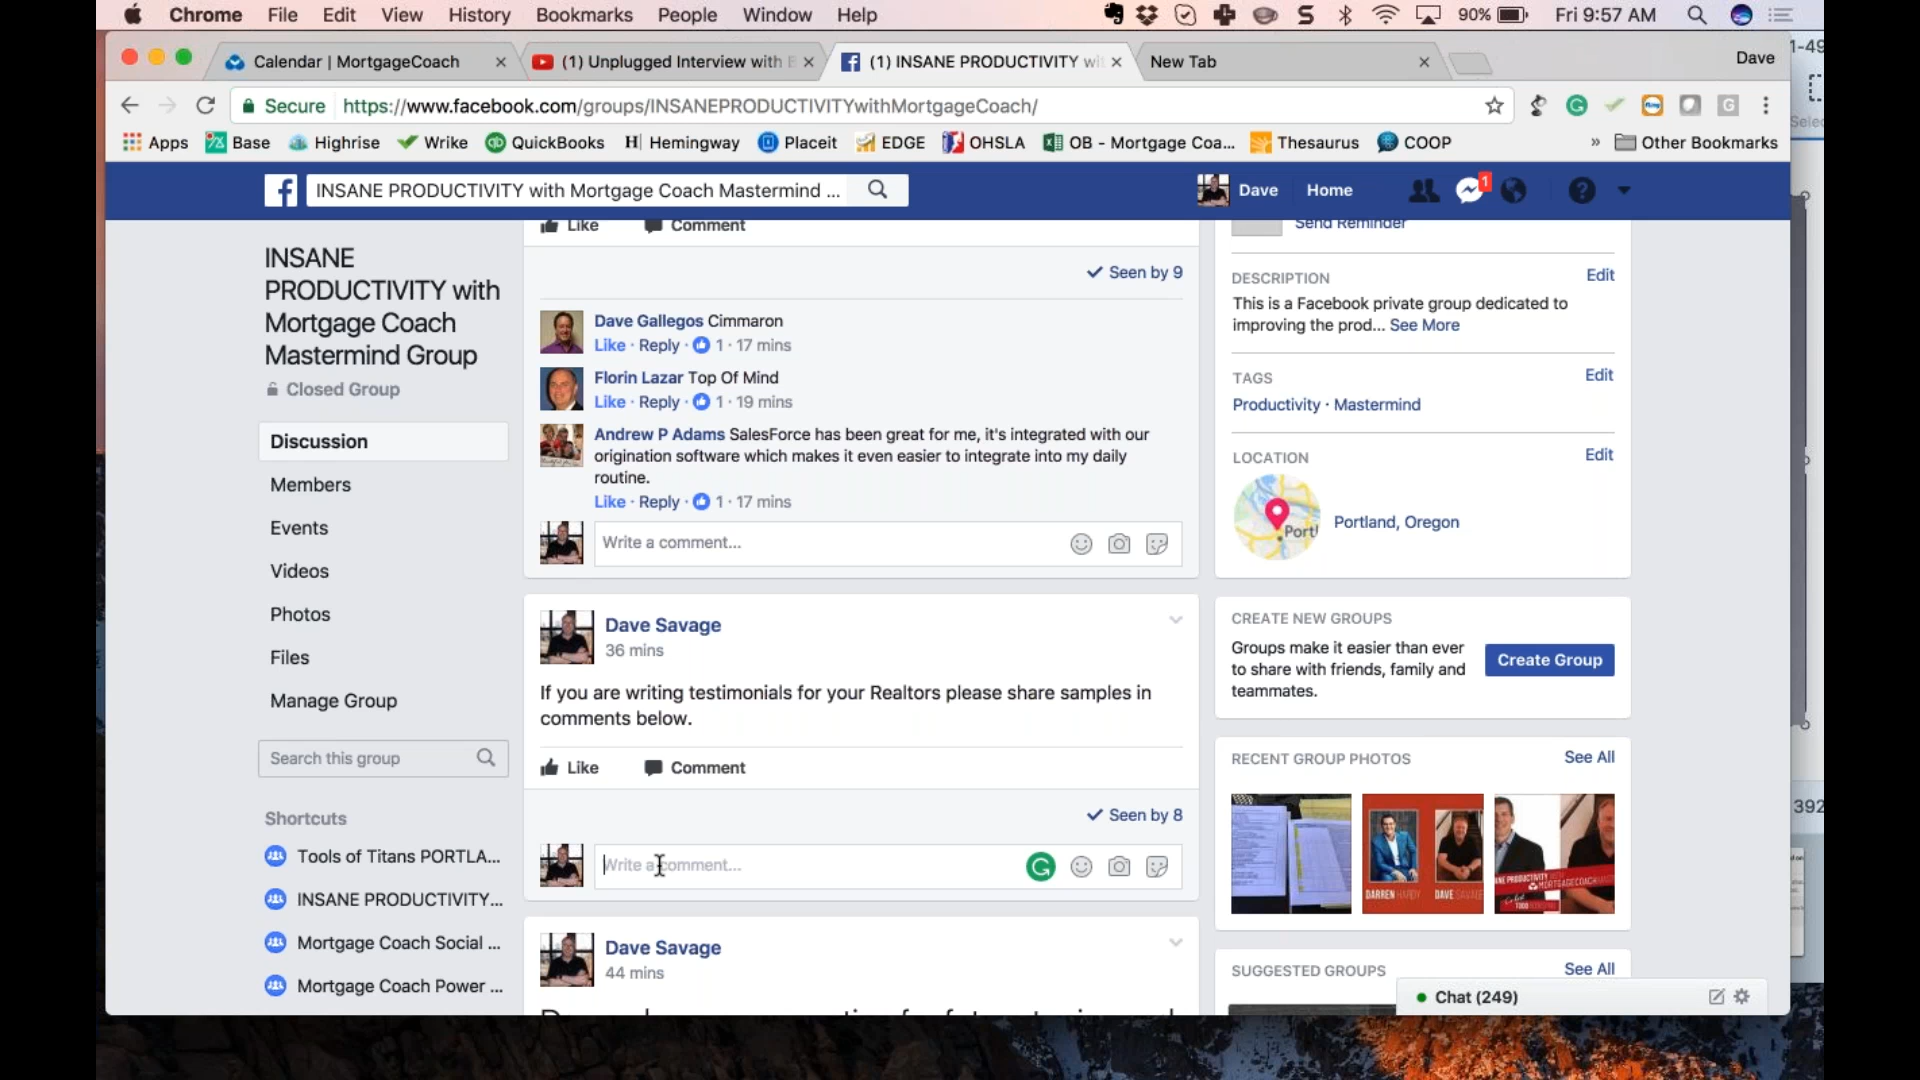 Chrome File Edit View History Bookmarks People Window Help 90% Fri 9:57 AM
Calendar | MortgageCoach (1) Unplugged Interview with (1) INSANE PRODUCTIVITY wi New Tab Dave
Secure https://www.facebook.com/groups/INSANEPRODUCTIVITYwithMortgageCoach/
Apps Base Highrise Wrike QuickBooks Hemingway Placeit EDGE OHSLA OB - Mortgage Coa... Thesaurus COOP » Other Bookmarks
INSANE PRODUCTIVITY with Mortgage Coach Mastermind ... Dave Home 1
INSANE
PRODUCTIVITY with
Mortgage Coach
Mastermind Group
Closed Group
Discussion
Members
Events
Videos
Photos
Files
Manage Group
Search this group
Shortcuts
Tools of Titans PORTLA...
INSANE PRODUCTIVITY...
Mortgage Coach Social ...
Mortgage Coach Power ...
Like Comment
Seen by 9
Dave Gallegos Cimmaron
Like · Reply · 1 · 17 mins
Florin Lazar Top Of Mind
Like · Reply · 1 · 19 mins
Andrew P Adams SalesForce has been great for me, it's integrated with our
origination software which makes it even easier to integrate into my daily
routine.
Like · Reply · 1 · 17 mins
Write a comment...
Dave Savage
36 mins
If you are writing testimonials for your Realtors please share samples in
comments below.
Like Comment
Seen by 8
Write a comment...
Dave Savage
44 mins
Send Reminder
DESCRIPTION Edit
This is a Facebook private group dedicated to
improving the prod... See More
TAGS Edit
Productivity · Mastermind
LOCATION Edit
Portl
Portland, Oregon
CREATE NEW GROUPS
Groups make it easier than ever
to share with friends, family and
teammates.
Create Group
RECENT GROUP PHOTOS See All
DARREN HARDY DAVE SAVAGE
SUGGESTED GROUPS See All
Chat (249)
1-49
Selec
392